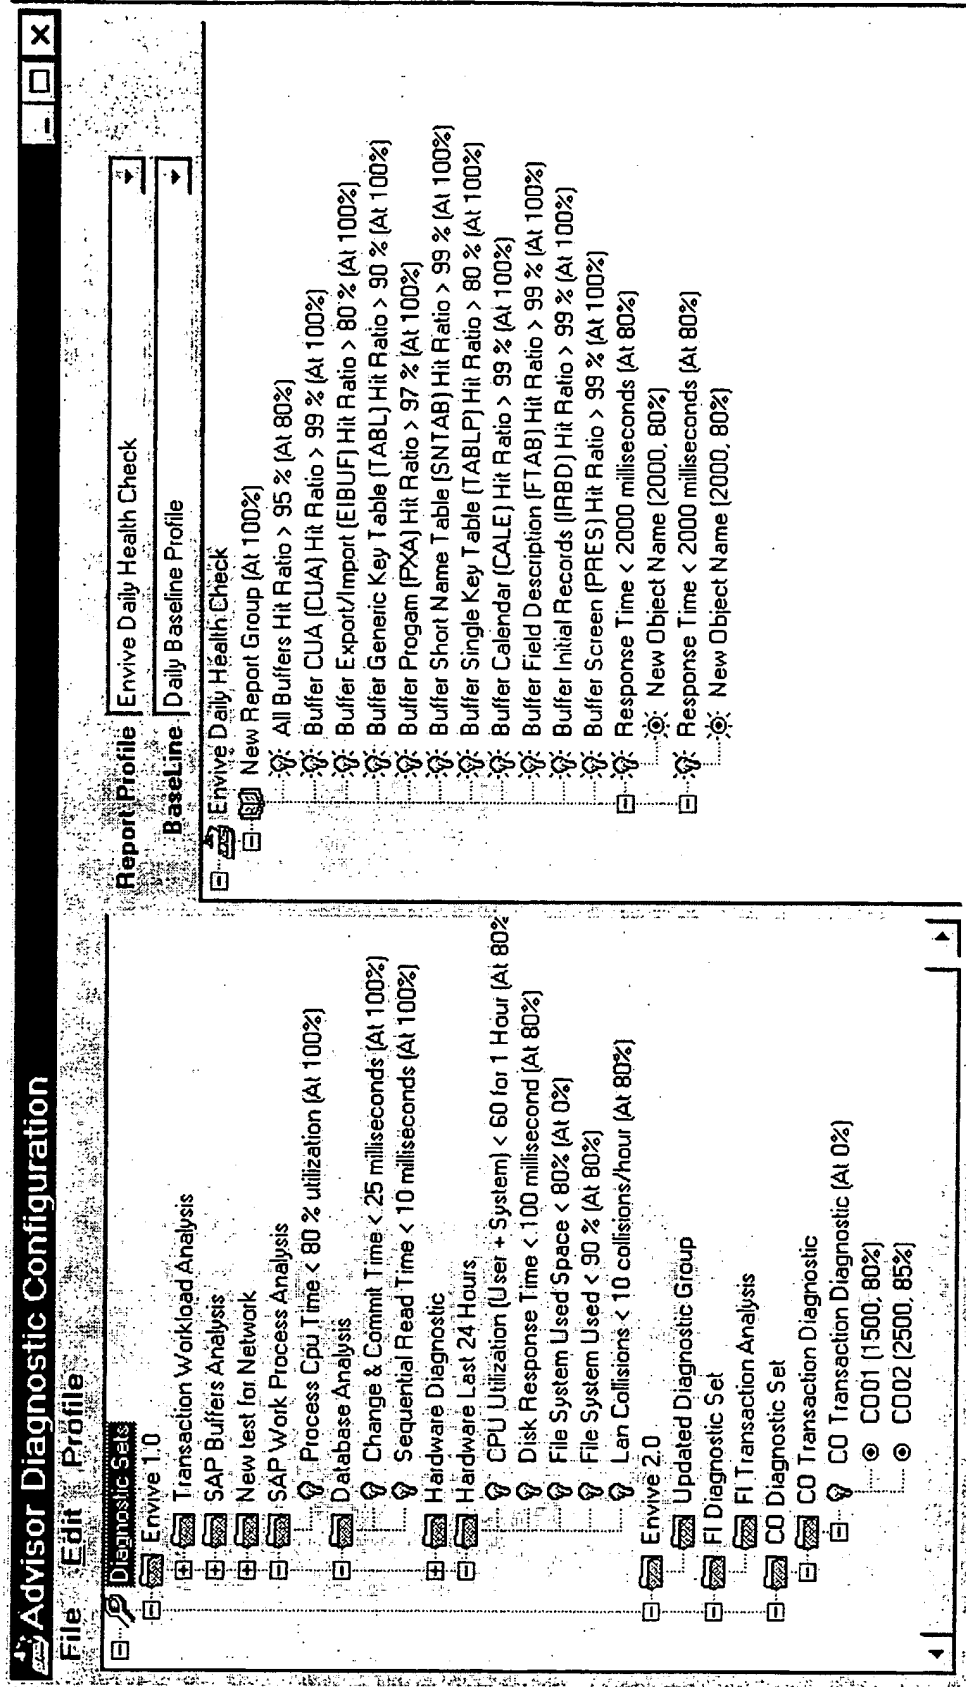 Advisor Diagnostic Configuration
File Edit Profile
Diagnostic Sets
Envive 1.0
Transaction Workload Analysis
SAP Buffers Analysis
New test for Network
SAP Work Process Analysis
Process Cpu Time < 80 % utilization (At 100%)
Database Analysis
Change & Commit Time < 25 milliseconds (At 100%)
Sequential Read Time < 10 milliseconds (At 100%)
Hardware Diagnostic
Hardware Last 24 Hours
CPU Utilization (User + System) < 60 for 1 Hour (At 80%
Disk Response Time < 100 millisecond (At 80%)
File System Used Space < 80% (At 0%)
File System Used < 90 % (At 80%)
Lan Collisions < 10 collisions/hour (At 80%)
Envive 2.0
Updated Diagnostic Group
FI Diagnostic Set
FI Transaction Analysis
CO Diagnostic Set
CO Transaction Diagnostic
CO Transaction Diagnostic (At 0%)
CO01 (1500, 80%)
CO02 (2500, 85%)
Report Profile Envive Daily Health Check
BaseLine Daily Baseline Profile
Envive Daily Health Check
New Report Group (At 100%)
All Buffers Hit Ratio > 95 % (At 80%)
Buffer CUA (CUA) Hit Ratio > 99 % (At 100%)
Buffer Export/Import (EIBUF) Hit Ratio > 80 % (At 100%)
Buffer Generic Key Table (TABL) Hit Ratio > 90 % (At 100%)
Buffer Progam (PXA) Hit Ratio > 97 % (At 100%)
Buffer Short Name Table (SNTAB) Hit Ratio > 99 % (At 100%)
Buffer Single Key Table (TABLP) Hit Ratio > 80 % (At 100%)
Buffer Calendar (CALE) Hit Ratio > 99 % (At 100%)
Buffer Field Description (FTAB) Hit Ratio > 99 % (At 100%)
Buffer Initial Records (IRBD) Hit Ratio > 99 % (At 100%)
Buffer Screen (PRES) Hit Ratio > 99 % (At 100%)
Response Time < 2000 milliseconds (At 80%)
New Object Name (2000, 80%)
Response Time < 2000 milliseconds (At 80%)
New Object Name (2000, 80%)